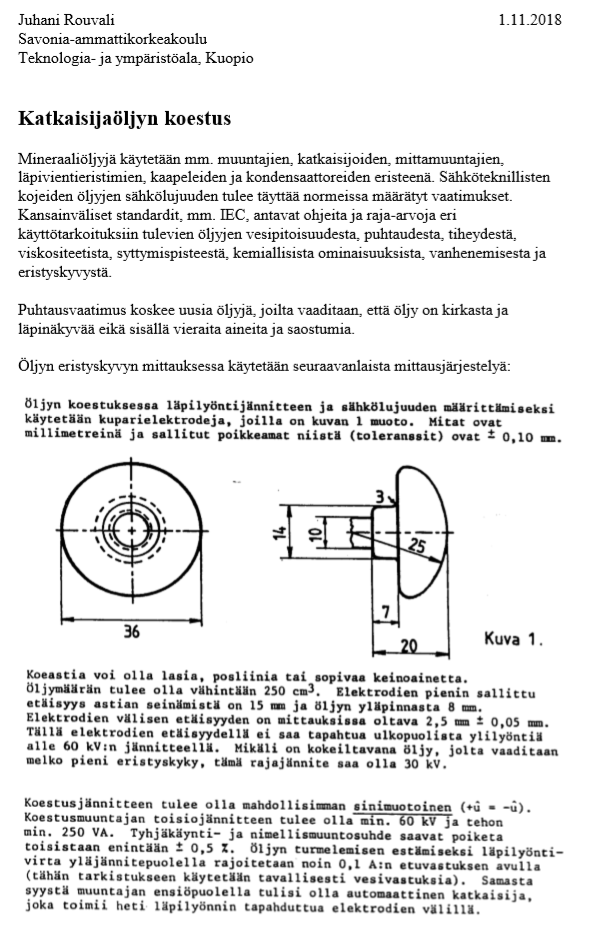 Juhani Rouvali 1.11.2018
Savonia-ammattikorkeakoulu
Teknologia- ja ympäristöala, Kuopio
Katkaisijaöljyn koestus
Mineraaliöljyjä käytetään mm. muuntajien, katkaisijoiden, mittamuuntajien,
läpivientieristimien, kaapeleiden ja kondensaattoreiden eristeenä. Sähköteknillisten
kojeiden öljyjen sähkölujuuden tulee täyttää normeissa määrätyt vaatimukset.
Kansainväliset standardit, mm. IEC, antavat ohjeita ja raja-arvoja eri
käyttötarkoituksiin tulevien öljyjen vesipitoisuudesta, puhtaudesta, tiheydestä,
viskositeetista, syttymispisteestä, kemiallisista ominaisuuksista, vanhenemisesta ja
eristyskyvystä.
Puhtausvaatimus koskee uusia öljyjä, joilta vaaditaan, että öljy on kirkasta ja
läpinäkyvää eikä sisällä vieraita aineita ja saostumia.
Öljyn eristyskyvyn mittauksessa käytetään seuraavanlaista mittausjärjestelyä:
Öljyn koestuksessa läpilyöntijännitteen ja sähkölujuuden määrittämiseksi
käytetään kuparielektrodeja, joilla on kuvan 1 muoto. Mitat ovat
millimetreinä ja sallitut poikkeamat niistä (toleranssit) ovat ± 0,10 mm.
3
14
10
25
7
36
20
Kuva 1.
Koeastia voi olla lasia, posliinia tai sopivaa keinoainetta.
Öljymäärän tulee olla vähintään 250 cm³. Elektrodien pienin sallittu
etäisyys astian seinämistä on 15 mm ja öljyn yläpinnasta 8 mm.
Elektrodien välisen etäisyyden on mittauksissa oltava 2,5 mm ± 0,05 mm.
Tällä elektrodien etäisyydellä ei saa tapahtua ulkopuolista ylilyöntiä
alle 60 kV:n jännitteellä. Mikäli on kokeiltavana öljy, jolta vaaditaan
melko pieni eristyskyky, tämä rajajännite saa olla 30 kV.
Koestusjännitteen tulee olla mahdollisimman sinimuotoinen (+û = -û).
Koestusmuuntajan toisiojännitteen tulee olla min. 60 kV ja tehon
min. 250 VA. Tyhjäkäynti- ja nimellismuuntosuhde saavat poiketa
toisistaan enintään ± 0,5 %. Öljyn turmelemisen estämiseksi läpilyönti-
virta yläjännitepuolella rajoitetaan noin 0,1 A:n etuvastuksen avulla
(tähän tarkistukseen käytetään tavallisesti vesivastuksia). Samasta
syystä muuntajan ensiöpuolella tulisi olla automaattinen katkaisija,
joka toimii heti läpilyönnin tapahduttua elektrodien välillä.